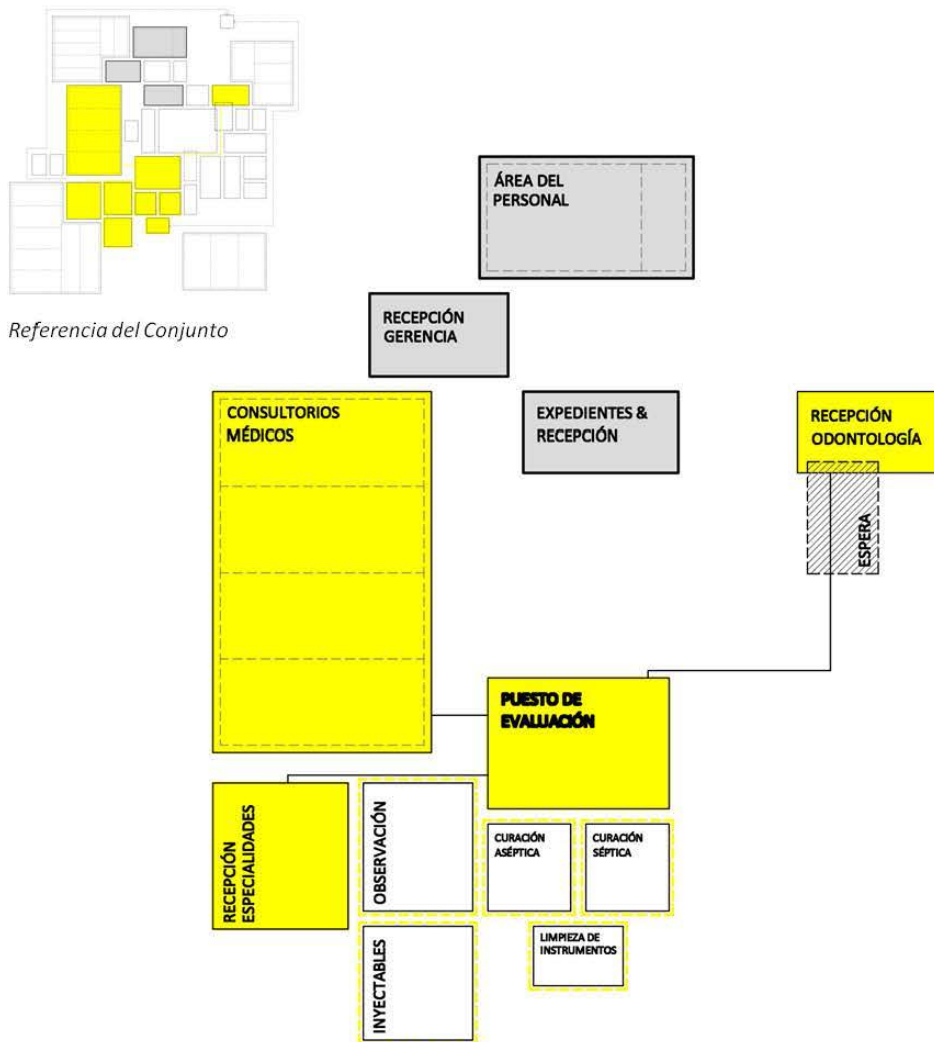 Referencia del Conjunto
ÁREA DEL
PERSONAL
RECEPCIÓN
GERENCIA
CONSULTORIOS
MÉDICOS
EXPEDIENTES &
RECEPCIÓN
RECEPCIÓN
ODONTOLOGÍA
ESPERA
PUESTO DE
EVALUACIÓN
RECEPCIÓN
ESPECIALIDADES
OBSERVACIÓN
CURACIÓN
ASÉPTICA
CURACIÓN
SÉPTICA
INYECTABLES
LIMPIEZA DE
INSTRUMENTOS